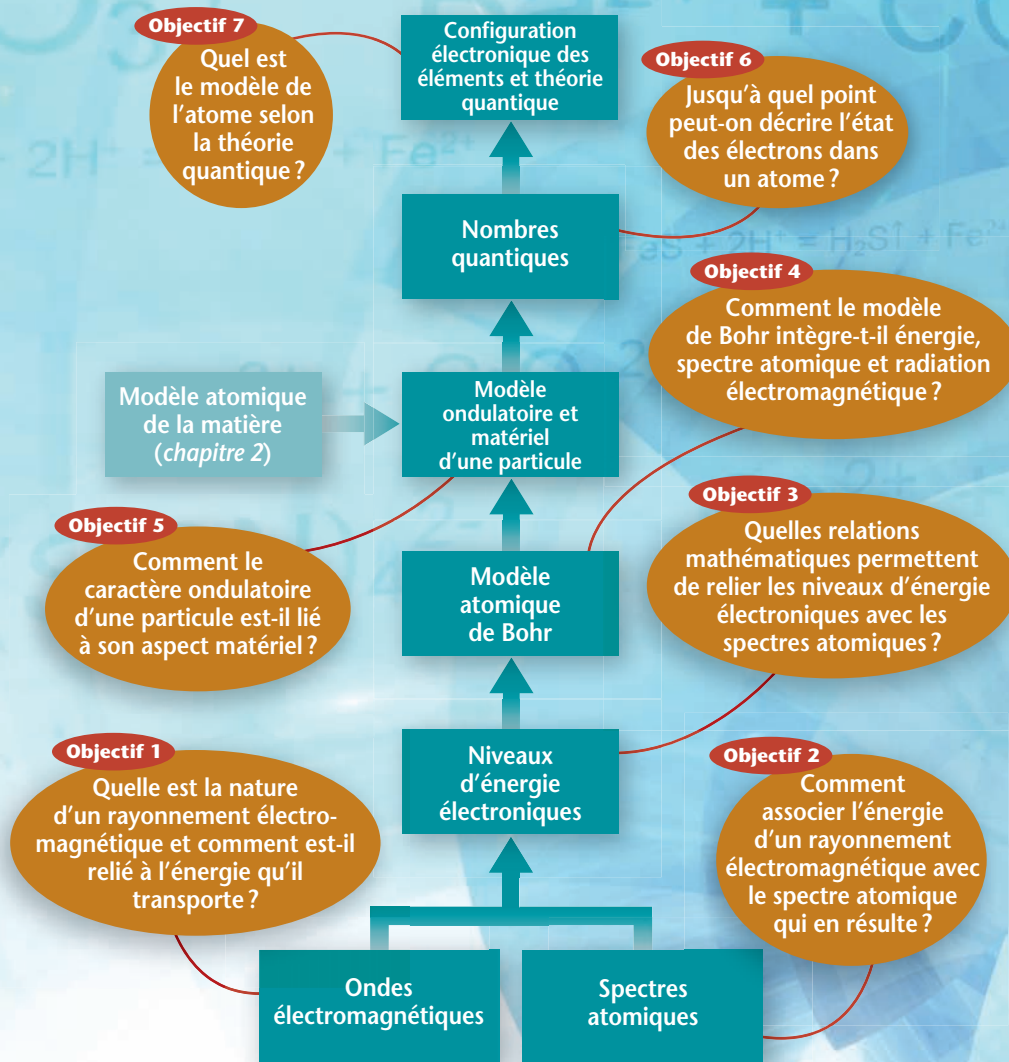 Objectif 7
Quel est
le modèle de
l'atome selon
la théorie
quantique ?
Configuration
électronique des
éléments et théorie
quantique
Objectif 6
Jusqu'à quel point
peut-on décrire l'état
des électrons dans
un atome ?
Nombres
quantiques
Objectif 4
Comment le modèle
de Bohr intègre-t-il énergie,
spectre atomique et radiation
électromagnétique ?
Modèle atomique
de la matière
(chapitre 2)
Modèle
ondulatoire et
matériel
d'une particule
Objectif 5
Comment le
caractère ondulatoire
d'une particule est-il lié
à son aspect matériel ?
Modèle
atomique
de Bohr
Objectif 3
Quelles relations
mathématiques permettent
de relier les niveaux d'énergie
électroniques avec les
spectres atomiques ?
Objectif 1
Quelle est la nature
d'un rayonnement électro-
magnétique et comment est-il
relié à l'énergie qu'il
transporte ?
Niveaux
d'énergie
électroniques
Objectif 2
Comment
associer l'énergie
d'un rayonnement
électromagnétique avec
le spectre atomique
qui en résulte ?
Ondes
électromagnétiques
Spectres
atomiques